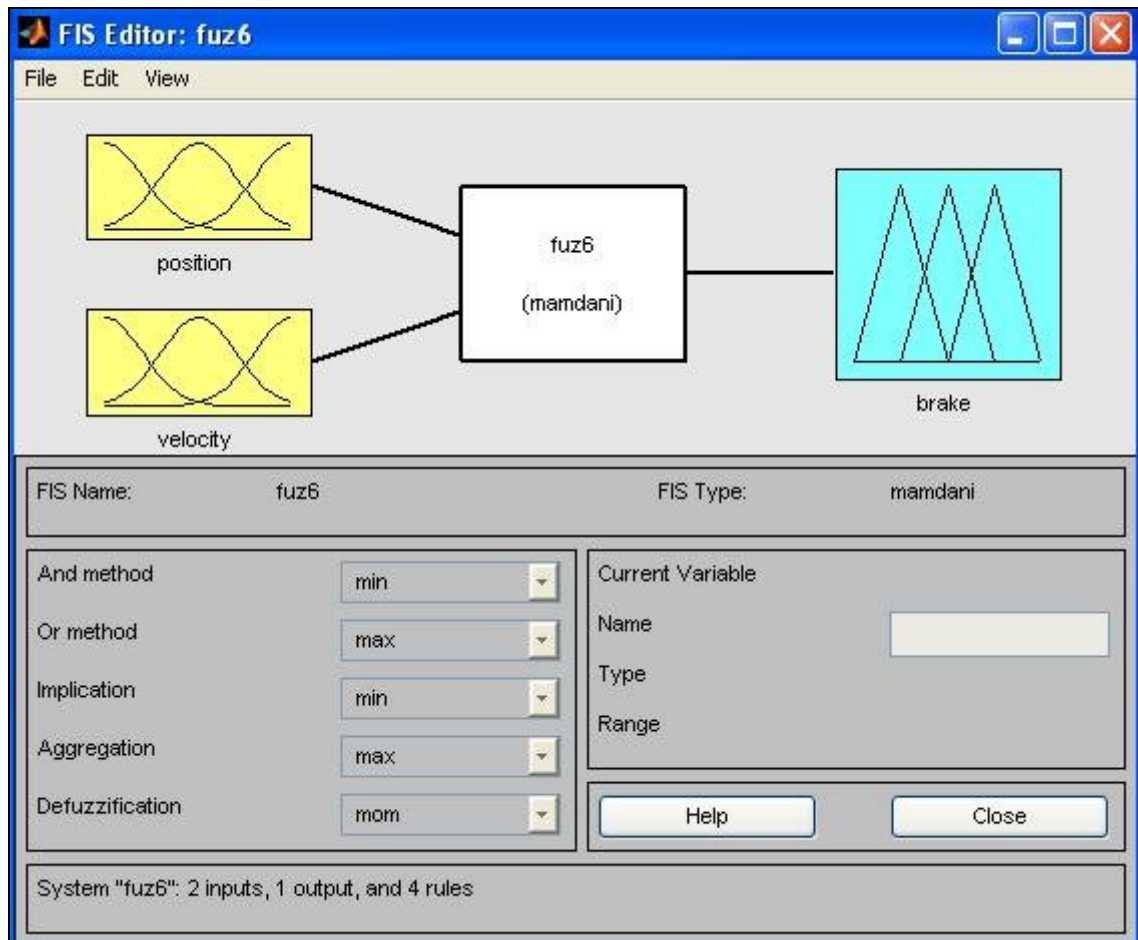 FIS Editor: fuz6
File Edit View
position
velocity
fuz6
(mamdani)
brake
FIS Name: fuz6 FIS Type: mamdani
And method min
Or method max
Implication min
Aggregation max
Defuzzification mom
Current Variable
Name
Type
Range
Help Close
System "fuz6": 2 inputs, 1 output, and 4 rules